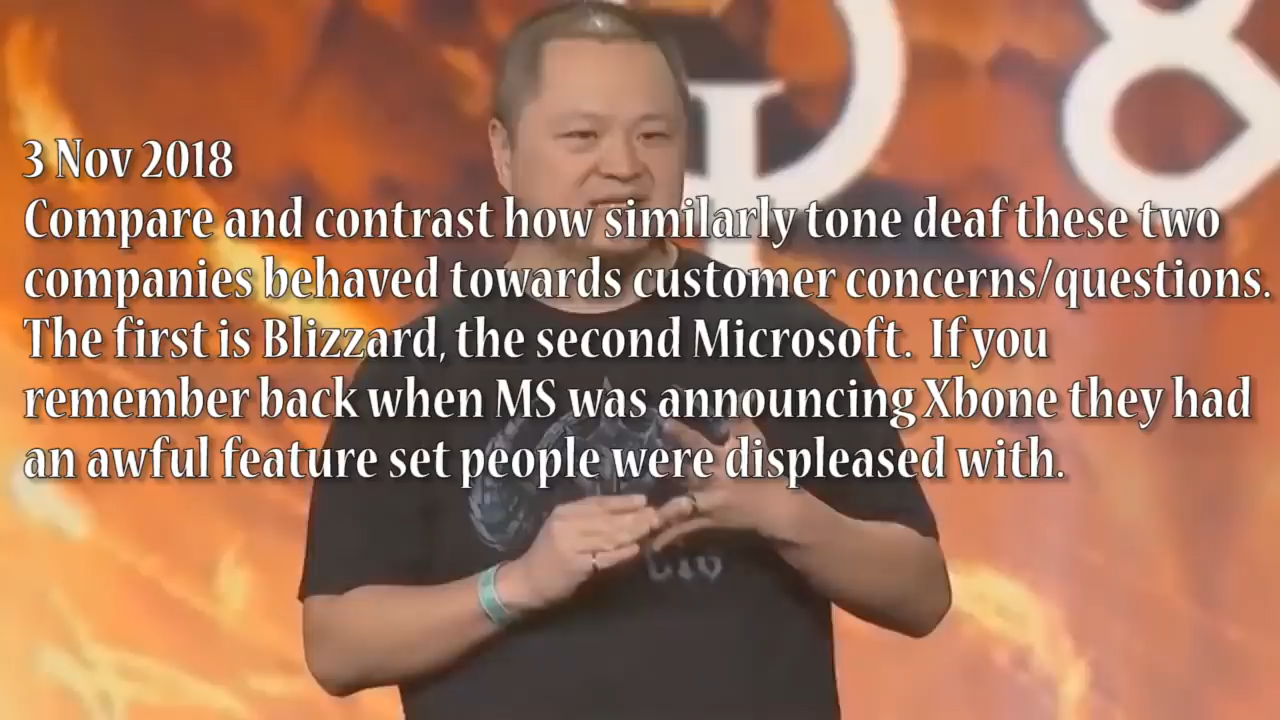 3 Nov 2018
Compare and contrast how similarly tone deaf these two
companies behaved towards customer concerns/questions.
The first is Blizzard, the second Microsoft. If you
remember back when MS was announcing Xbone they had
an awful feature set people were displeased with.